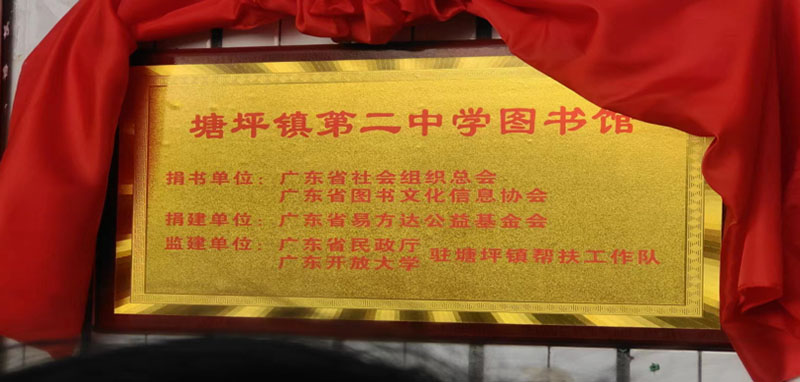 塘坪镇第二中学图书馆
捐书单位：广东省社会组织总会
广东省图书文化信息协会
捐建单位：广东省易方达公益基金会
监建单位：广东省民政厅
广东开放大学 驻塘坪镇帮扶工作队